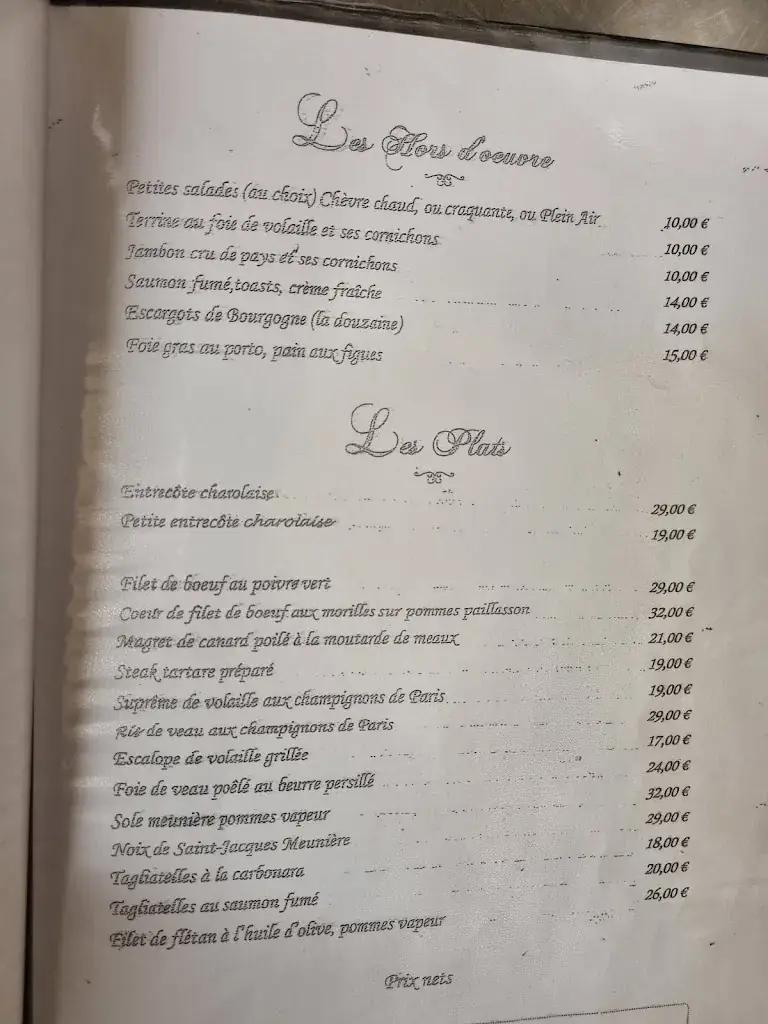 Les Hors d'oeuvre
Petites salades (au choix) Chèvre chaud, ou craquante, ou Plein Air 10,00 €
Terrine au foie de volaille et ses cornichons 10,00 €
Jambon cru de pays et ses cornichons 10,00 €
Saumon fumé, toasts, crème fraîche 14,00 €
Escargots de Bourgogne (la douzaine) 14,00 €
Foie gras au porto, pain aux figues 15,00 €
Les Plats
Entrecôte charolaise 29,00 €
Petite entrecôte charolaise 19,00 €
Filet de boeuf au poivre vert 29,00 €
Coeur de filet de boeuf aux morilles sur pommes paillasson 32,00 €
Magret de canard poilé à la moutarde de meaux 21,00 €
Steak tartare préparé 19,00 €
Suprême de volaille aux champignons de Paris 19,00 €
Ris de veau aux champignons de Paris 29,00 €
Escalope de volaille grillée 17,00 €
Foie de veau poêlé au beurre persillé 24,00 €
Sole meunière pommes vapeur 32,00 €
Noix de Saint-Jacques Meunière 29,00 €
Tagliatelles à la carbonara 18,00 €
Tagliatelles au saumon fumé 20,00 €
Filet de flétan à l'huile d'olive, pommes vapeur 26,00 €
Prix nets